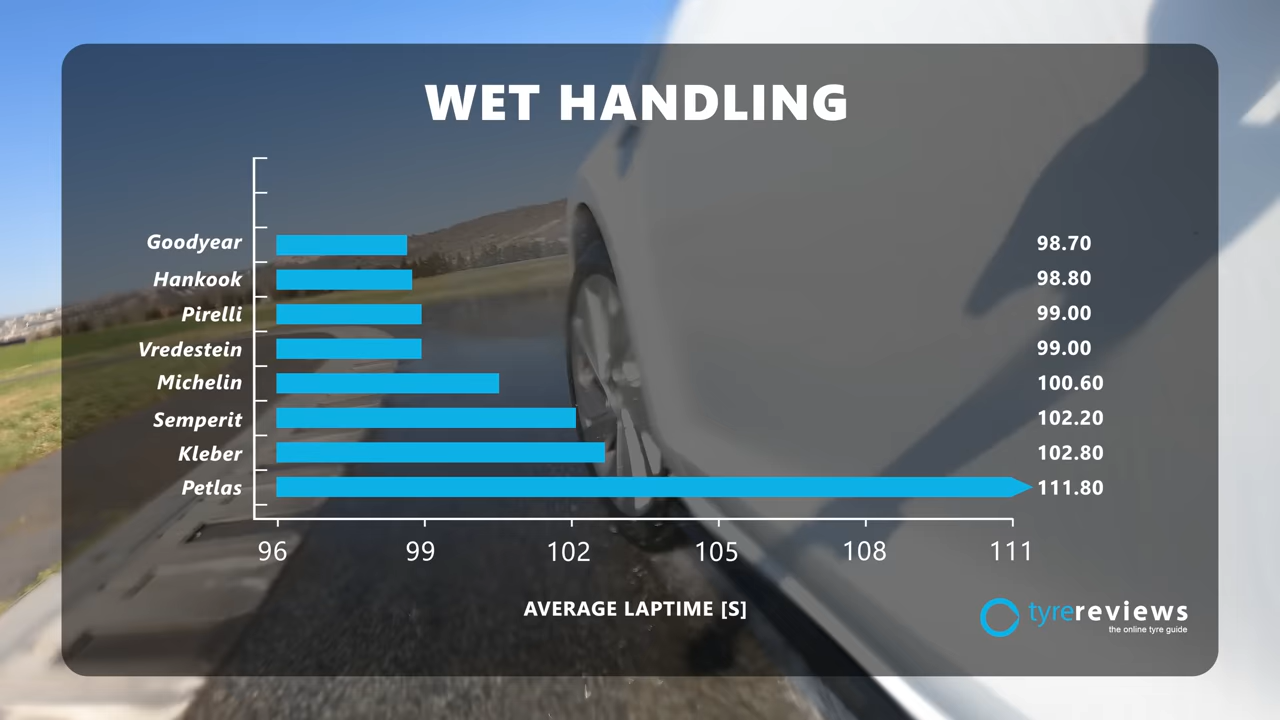 WET HANDLING
Goodyear 98.70
Hankook 98.80
Pirelli 99.00
Vredestein 99.00
Michelin 100.60
Semperit 102.20
Kleber 102.80
Petlas 111.80
96 99 102 105 108 111
AVERAGE LAPTIME [S]
tyrereviews
the online tyre guide